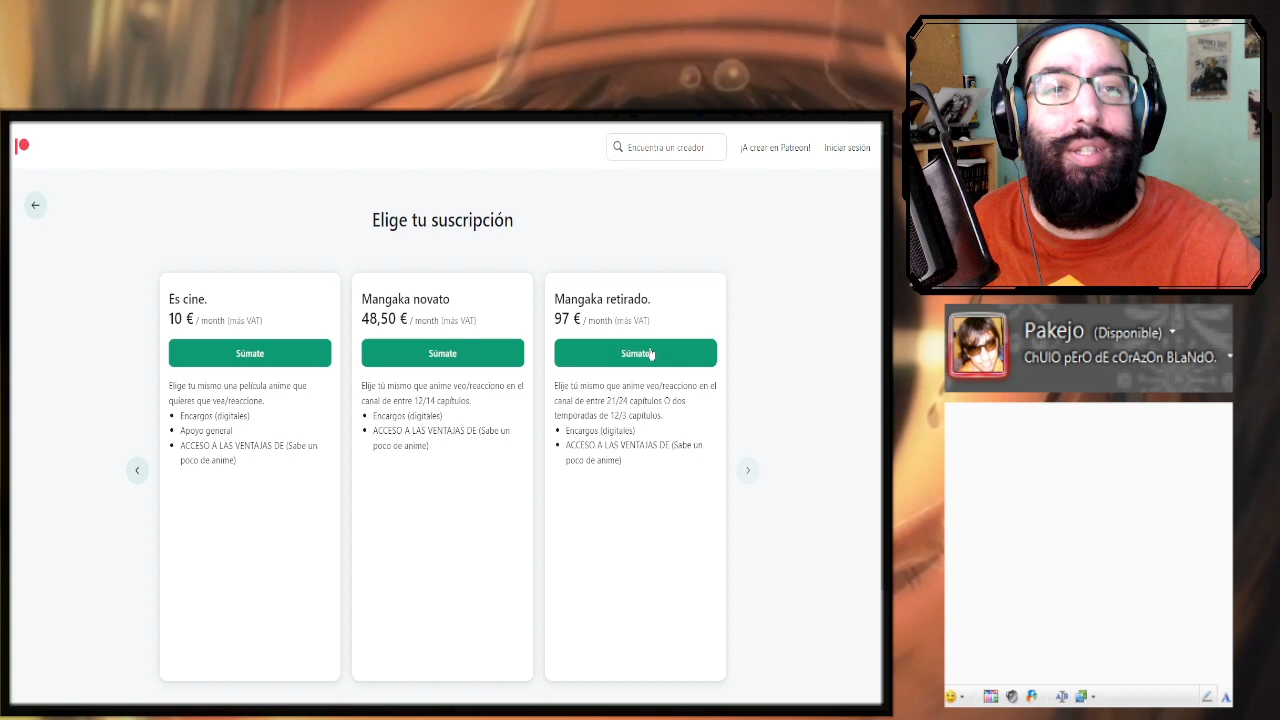 Encuentra un creador
¡A crear en Patreon!
Iniciar sesión
Elige tu suscripción
Es cine.
10 € / month (más VAT)
Súmate
Elige tu mismo una película anime que
quieres que vea/reaccione.
Encargos (digitales)
Apoyo general
ACCESO A LAS VENTAJAS DE (Sabe un
poco de anime)
Mangaka novato
48,50 € / month (más VAT)
Súmate
Elije tù mismo que anime veo/reacciono en el
canal de entre 12/14 capítulos.
Encargos (digitales)
ACCESO A LAS VENTAJAS DE (Sabe un
poco de anime)
Mangaka retirado.
97 € / month (más VAT)
Súmate
Elije tú mismo que anime veo/reacciono en el
canal de entre 21/24 capítulos O dos
temporadas de 12/3 capítulos.
Encargos (digitales)
ACCESO A LAS VENTAJAS DE (Sabe un
poco de anime)
Pakejo (Disponible)
ChUlO pErO dE cOrAzOn BLaNdO.